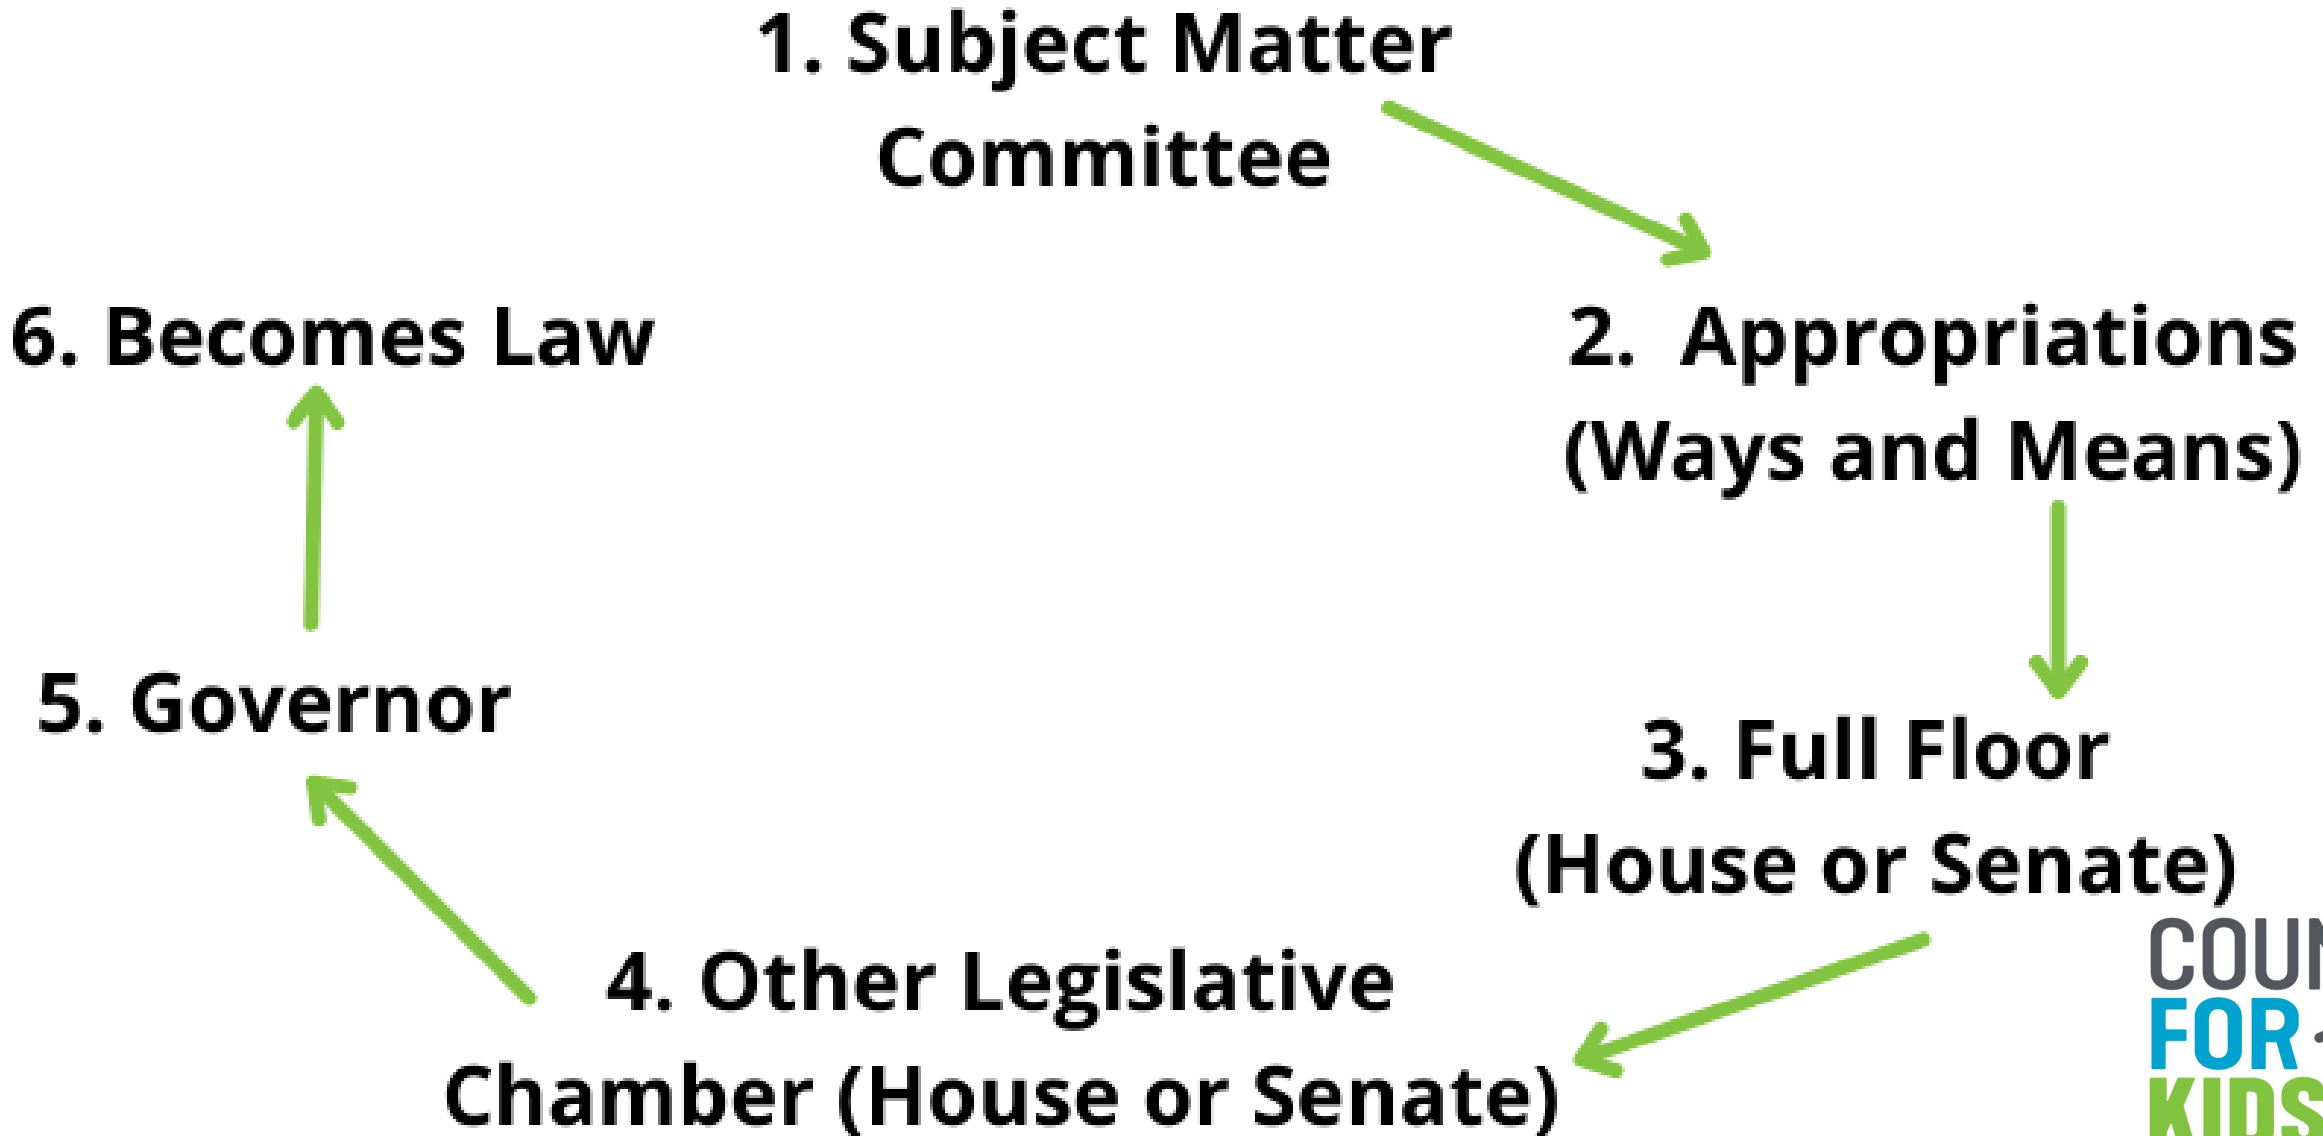 1. Subject Matter
Committee
2. Appropriations
(Ways and Means)
3. Full Floor
(House or Senate)
4. Other Legislative
Chamber (House or Senate)
5. Governor
6. Becomes Law
FOR
KIDS